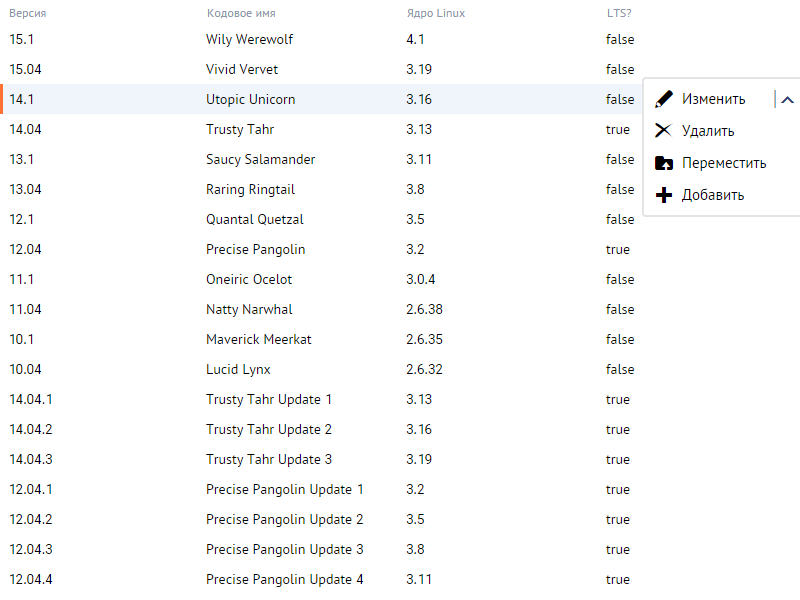 Версия Кодовое имя Ядро Linux LTS?
15.1 Wily Werewolf 4.1 false
15.04 Vivid Vervet 3.19 false
14.1 Utopic Unicorn 3.16 false Изменить
14.04 Trusty Tahr 3.13 true Удалить
13.1 Saucy Salamander 3.11 false Переместить
13.04 Raring Ringtail 3.8 false Добавить
12.1 Quantal Quetzal 3.5 false
12.04 Precise Pangolin 3.2 true
11.1 Oneiric Ocelot 3.0.4 false
11.04 Natty Narwhal 2.6.38 false
10.1 Maverick Meerkat 2.6.35 false
10.04 Lucid Lynx 2.6.32 false
14.04.1 Trusty Tahr Update 1 3.13 true
14.04.2 Trusty Tahr Update 2 3.16 true
14.04.3 Trusty Tahr Update 3 3.19 true
12.04.1 Precise Pangolin Update 1 3.2 true
12.04.2 Precise Pangolin Update 2 3.5 true
12.04.3 Precise Pangolin Update 3 3.8 true
12.04.4 Precise Pangolin Update 4 3.11 true